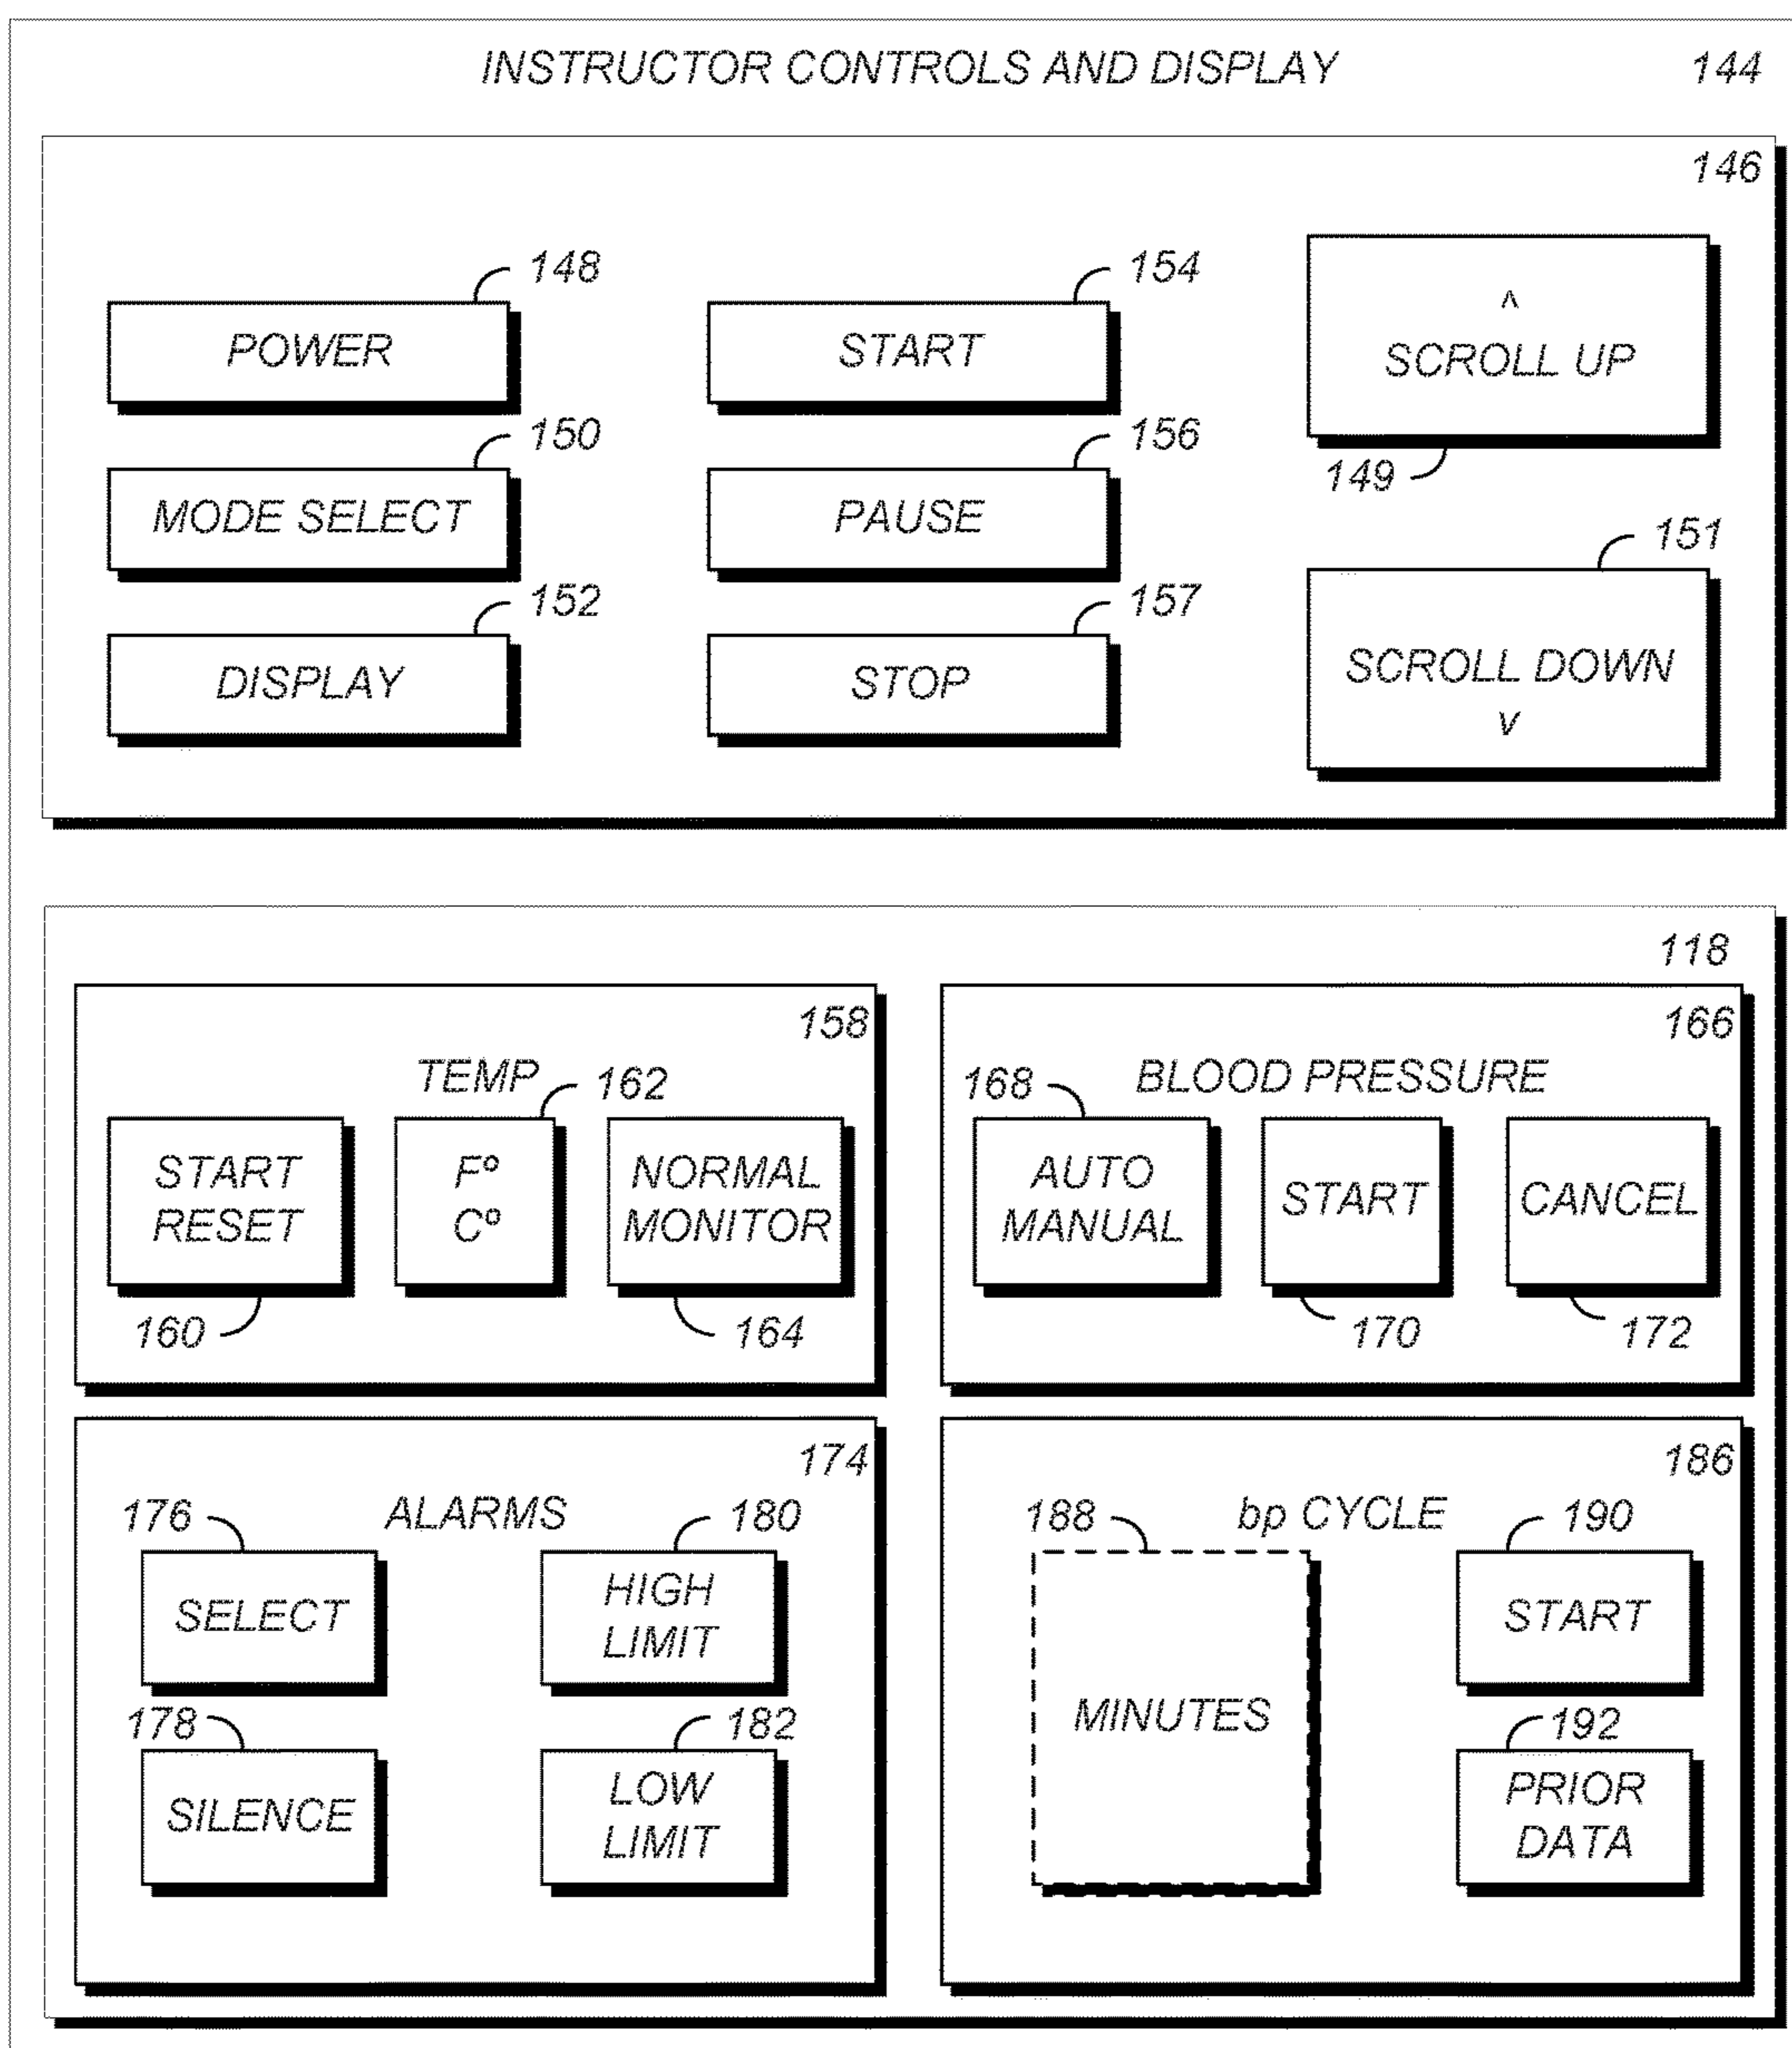 INSTRUCTOR CONTROLS AND DISPLAY 144
146
148 154
^
POWER START SCROLL UP
150 156
149
MODE SELECT PAUSE
151
152 157
DISPLAY STOP SCROLL DOWN
v
118
158
TEMP 162
START
RESET
Fº
Cº
NORMAL
MONITOR
160 164
166
168 BLOOD PRESSURE
AUTO
MANUAL
START
CANCEL
170 172
174
176 ALARMS 180
SELECT
HIGH
LIMIT
178 182
SILENCE
LOW
LIMIT
186
188 bp CYCLE 190
START
MINUTES
192
PRIOR
DATA